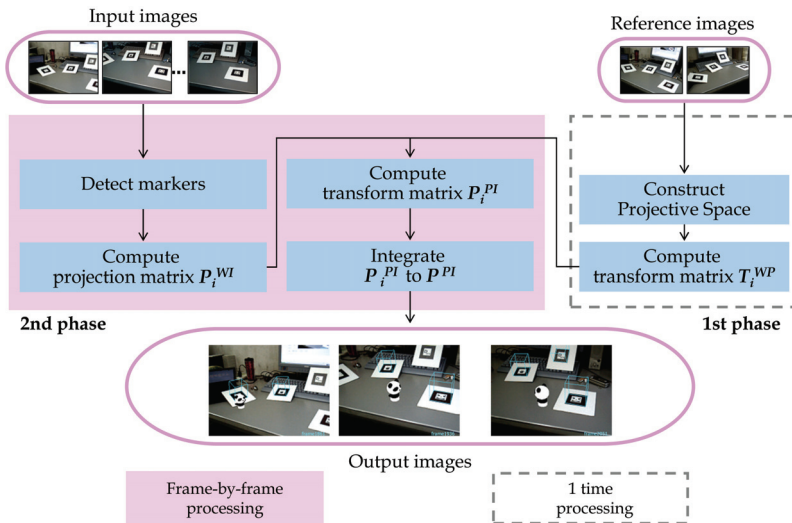 Input images
Reference images
Detect markers
Compute
projection matrix P_i^WI
Compute
transform matrix P_i^PI
Integrate
P_i^PI to P^PI
Construct
Projective Space
Compute
transform matrix T_i^WP
2nd phase
1st phase
Output images
Frame-by-frame
processing
1 time
processing